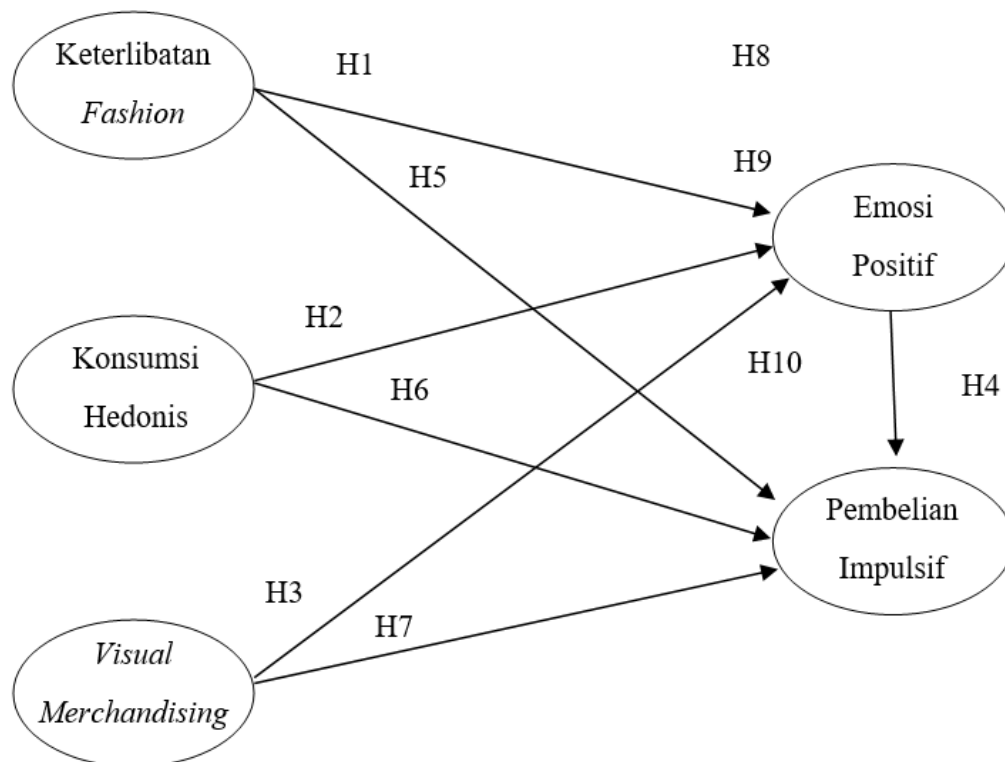 Keterlibatan
Fashion
H1
H8
H5
H9
Emosi
Positif
H2
Konsumsi
Hedonis
H6
H10
H4
Pembelian
Impulsif
H3
H7
Visual
Merchandising